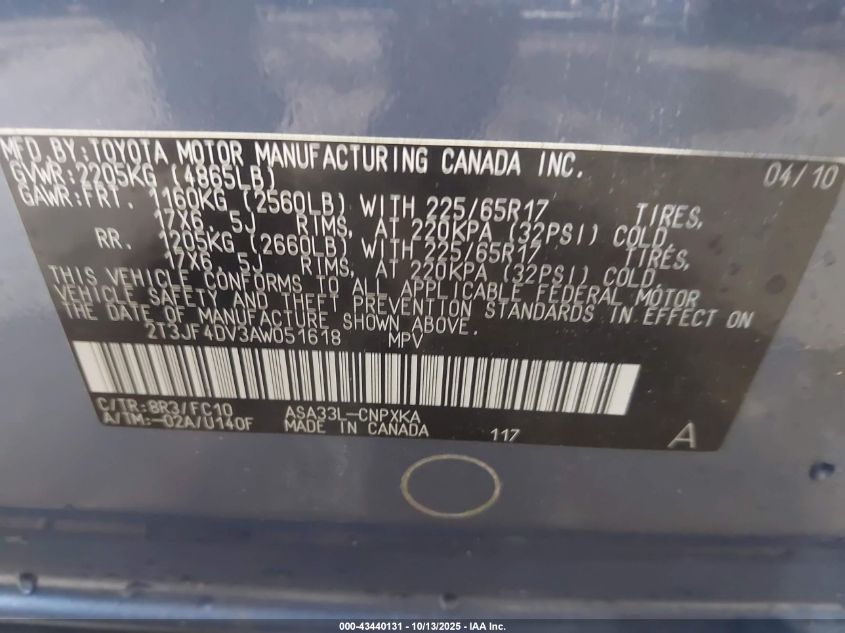 MFD.BY:TOYOTA MOTOR MANUFACTURING CANADA INC. 04/10
GVWR:2205KG (4865LB)
GAWR:FRT. 1160KG (2560LB) WITH 225/65R17 TIRES,
17X6.5J RIMS, AT 220KPA (32PSI) COLD,
RR. 1205KG (2660LB) WITH 225/65R17 TIRES,
17X6.5J RIMS, AT 220KPA (32PSI) COLD,
THIS VEHICLE CONFORMS TO ALL APPLICABLE FEDERAL MOTOR
VEHICLE SAFETY AND THEFT PREVENTION STANDARDS IN EFFECT ON
THE DATE OF MANUFACTURE SHOWN ABOVE.
2T3JF4DV3AW051618 MPV
C/TR:8R3/FC10 ASA33L-CNPXKA
A/TM:-02A/U140F MADE IN CANADA 117 A
000-43440131 - 10/13/2025 - IAA Inc.